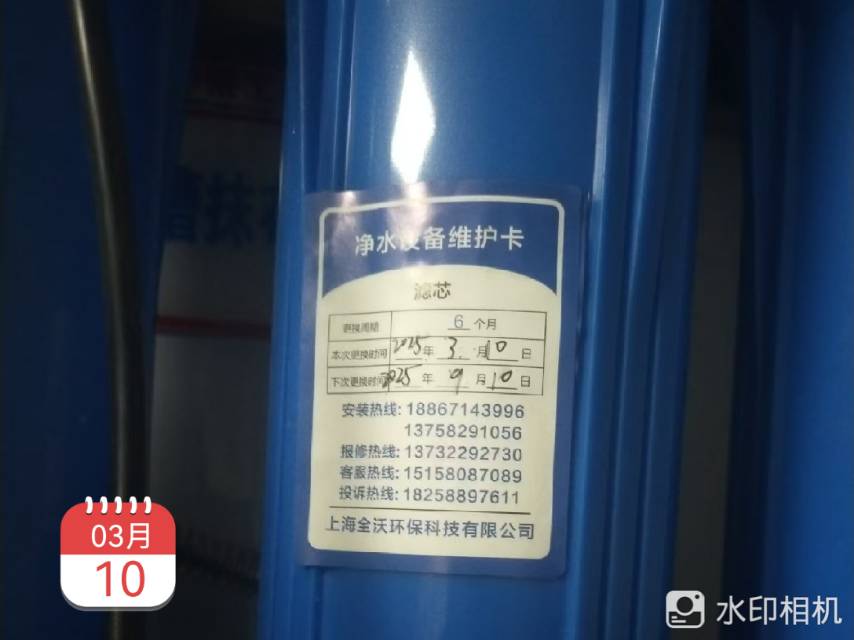 净水设备维护卡
滤芯
更换周期 6 个月
本次更换时间 2025 年 3 月 10 日
下次更换时间 2025 年 9 月 10 日
安装热线: 18867143996
13758291056
报修热线: 13732292730
客服热线: 15158087089
投诉热线: 18258897611
上海全沃环保科技有限公司
03月
10
水印相机